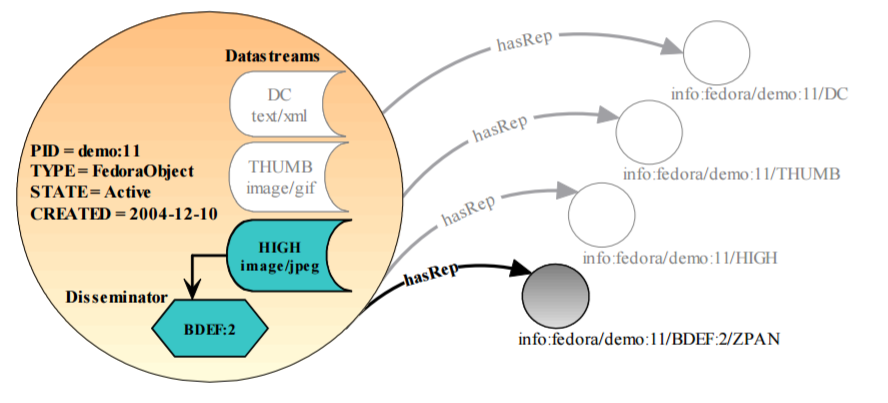 Datastreams
DC
text/xml
THUMB
image/gif
PID = demo:11
TYPE = FedoraObject
STATE = Active
CREATED = 2004-12-10
HIGH
image/jpeg
Disseminator
BDEF:2
hasRep
info:fedora/demo:11/DC
hasRep
info:fedora/demo:11/THUMB
hasRep
info:fedora/demo:11/HIGH
hasRep
info:fedora/demo:11/BDEF:2/ZPAN